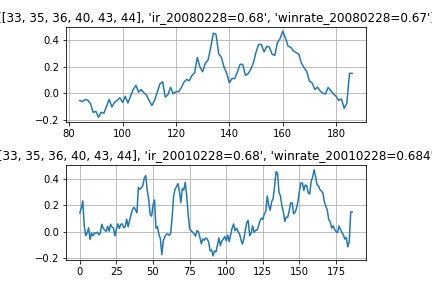 [[33, 35, 36, 40, 43, 44], 'ir_20080228=0.68', 'winrate_20080228=0.67']
0.4
0.2
0.0
−0.2
80 100 120 140 160 180
[33, 35, 36, 40, 43, 44], 'ir_20010228=0.68', 'winrate_20010228=0.684'
0.4
0.2
0.0
−0.2
0 25 50 75 100 125 150 175